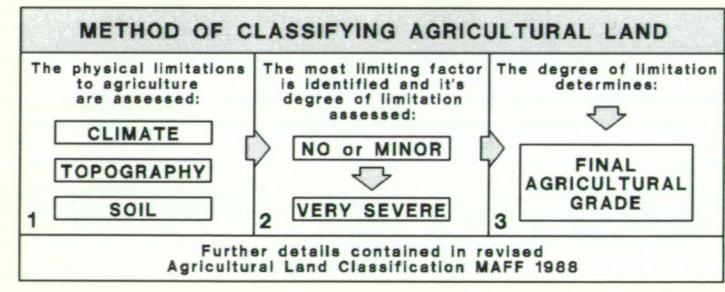 METHOD OF CLASSIFYING AGRICULTURAL LAND
The physical limitations
to agriculture
are assessed:
CLIMATE
TOPOGRAPHY
SOIL
1
The most limiting factor
is identified and it's
degree of limitation
assessed:
NO or MINOR
VERY SEVERE
2
The degree of limitation
determines:
FINAL
AGRICULTURAL
GRADE
3
Further details contained in revised
Agricultural Land Classification MAFF 1988